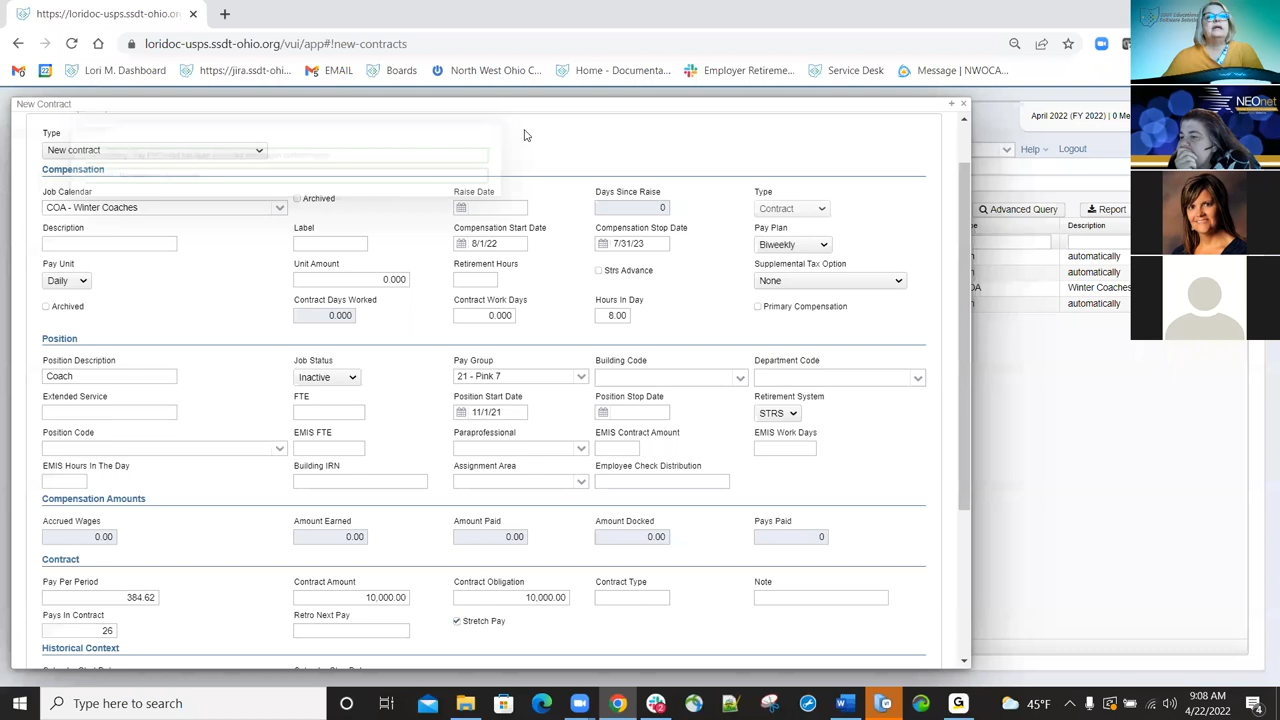 https://loridoc-usps.ssdt-ohio.org
loridoc-usps.ssdt-ohio.org/vui/app#!new-contracts
Lori M. Dashboard https://jira.ssdt-ohi... EMAIL Boards North West Ohio C... Home - Documenta... Employer Retireme... Service Desk Message | NWOCA
New Contract
April 2022 (FY 2022) | 0 Me
Help Logout
Type
New contract
Compensation
Job Calendar Archived Raise Date Days Since Raise Type
COA - Winter Coaches 0 Contract
Description Label Compensation Start Date Compensation Stop Date Pay Plan
8/1/22 7/31/23 Biweekly
Pay Unit Unit Amount Retirement Hours Strs Advance Supplemental Tax Option
Daily 0.000 None
Archived Contract Days Worked Contract Work Days Hours In Day Primary Compensation
0.000 0.000 8.00
Position
Position Description Job Status Pay Group Building Code Department Code
Coach Inactive 21 - Pink 7
Extended Service FTE Position Start Date Position Stop Date Retirement System
11/1/21 STRS
Position Code EMIS FTE Paraprofessional EMIS Contract Amount EMIS Work Days
EMIS Hours In The Day Building IRN Assignment Area Employee Check Distribution
Compensation Amounts
Accrued Wages Amount Earned Amount Paid Amount Docked Pays Paid
0.00 0.00 0.00 0.00 0
Contract
Pay Per Period Contract Amount Contract Obligation Contract Type Note
384.62 10,000.00 10,000.00
Pays In Contract Retro Next Pay Stretch Pay
26
Historical Context
Advanced Query Report
Description
automatically
automatically
Winter Coaches
automatically
NEOnet
Type here to search
45°F
9:08 AM
4/22/2022
4